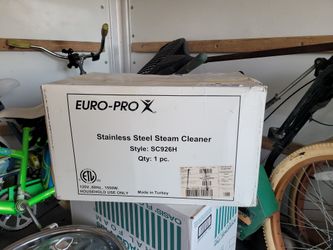 EURO-PRO X
Stainless Steel Steam Cleaner
Style: SC926H
Qty: 1 pc.
ETL
120V., 60Hz., 1500W.
HOUSEHOLD USE ONLY
Made in Turkey